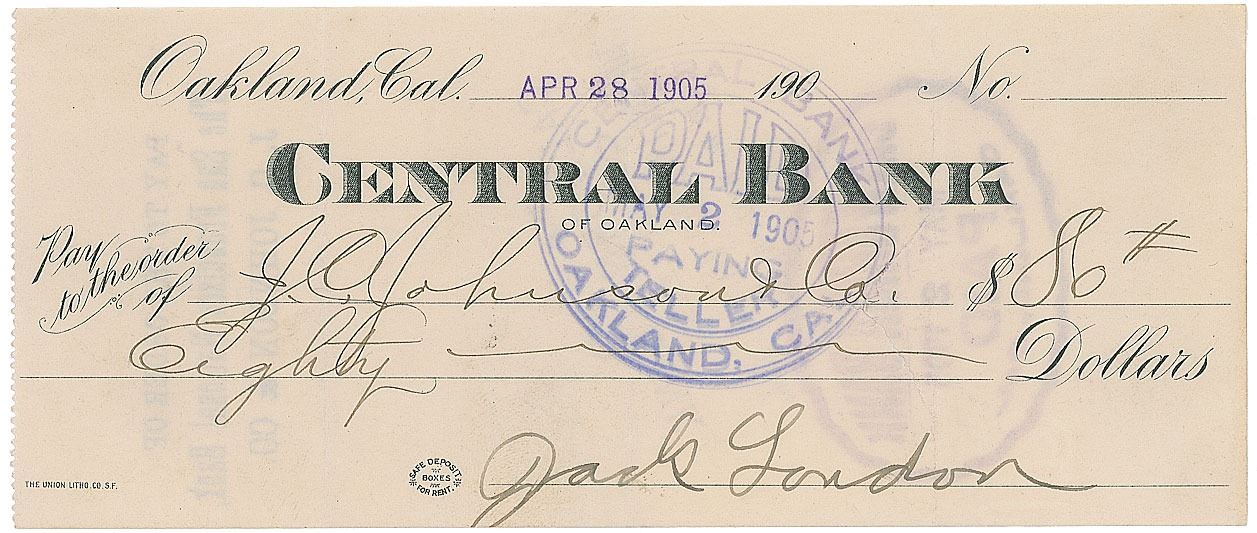 Oakland, Cal. APR 28 1905 190 No.
CENTRAL BANK
OF OAKLAND.
Pay to the order of J. C. Johnson & Co. $ 80 #
Eighty Dollars
Jack London
THE UNION LITHO. CO. S.F.
SAFE DEPOSIT
BOXES
FOR RENT.
CENTRAL BANK
PAID
MAY 2 1905
PAYING
TELLER
OAKLAND, CAL